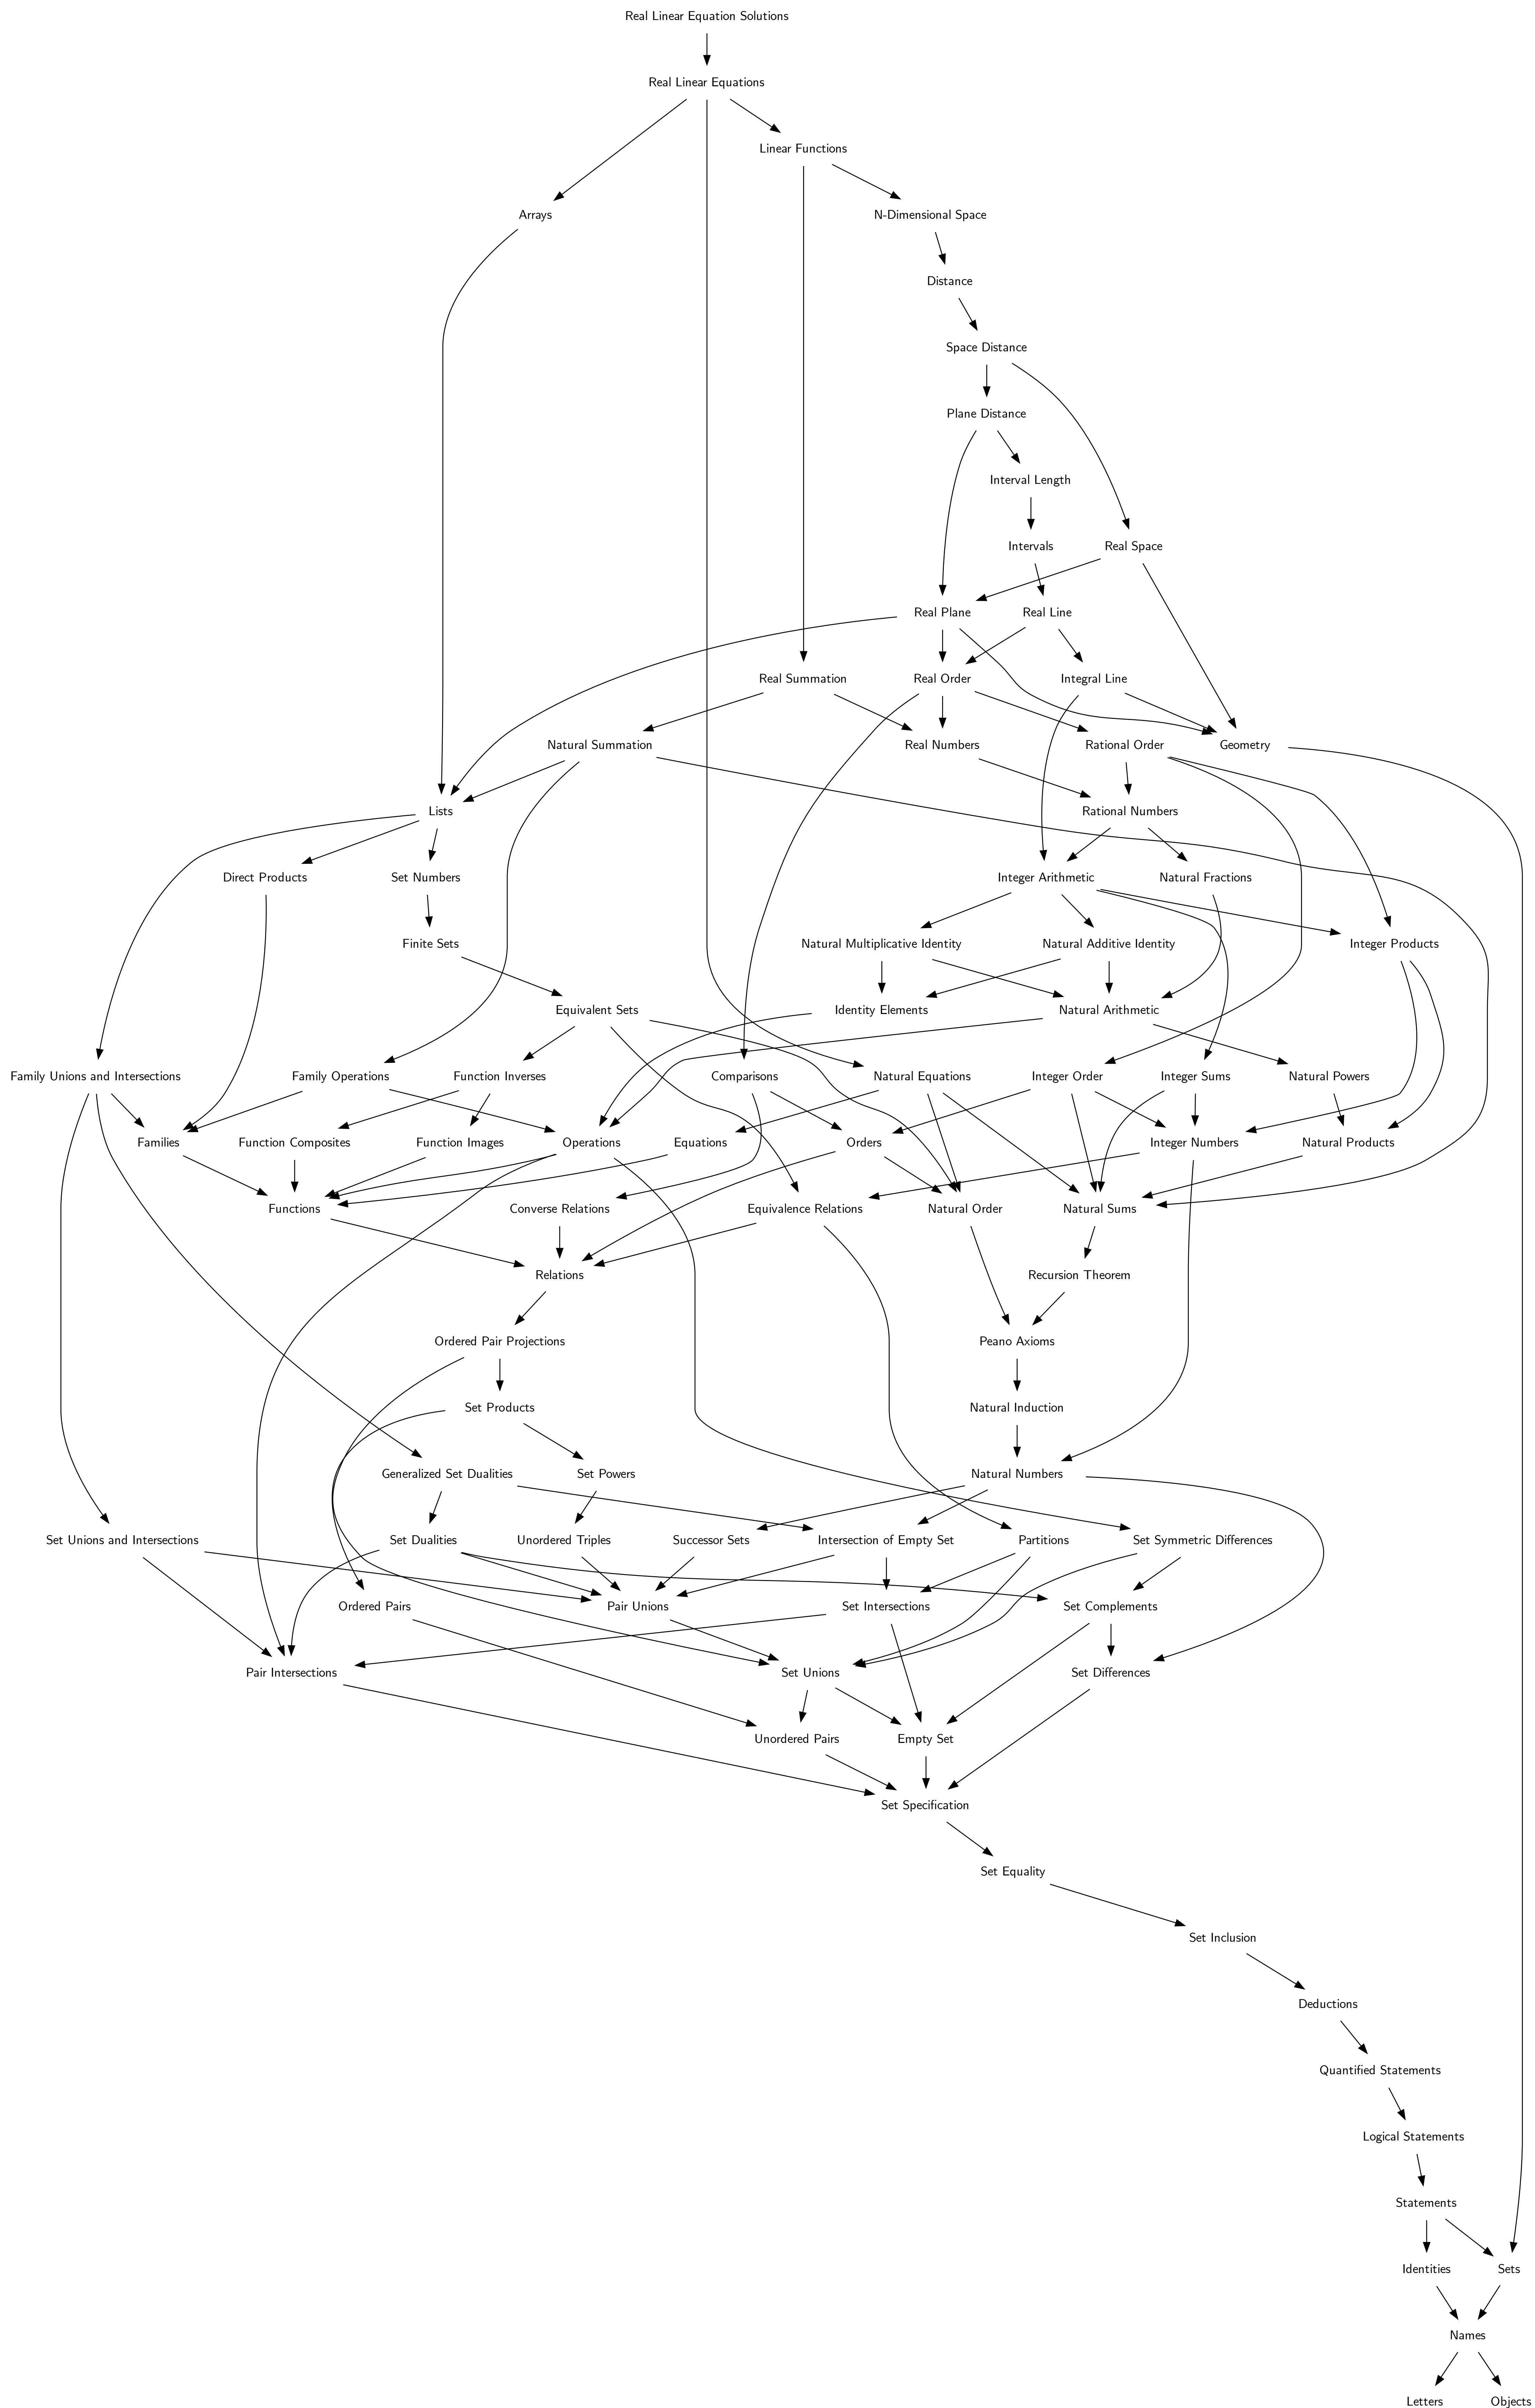 Real Linear Equation Solutions
Real Linear Equations
Linear Functions
Arrays
N-Dimensional Space
Distance
Space Distance
Plane Distance
Interval Length
Intervals
Real Space
Real Plane
Real Line
Real Summation
Real Order
Integral Line
Natural Summation
Real Numbers
Rational Order
Geometry
Lists
Rational Numbers
Direct Products
Set Numbers
Integer Arithmetic
Natural Fractions
Finite Sets
Natural Multiplicative Identity
Natural Additive Identity
Integer Products
Equivalent Sets
Identity Elements
Natural Arithmetic
Family Unions and Intersections
Family Operations
Function Inverses
Comparisons
Natural Equations
Integer Order
Integer Sums
Natural Powers
Families
Function Composites
Function Images
Operations
Equations
Orders
Integer Numbers
Natural Products
Functions
Converse Relations
Equivalence Relations
Natural Order
Natural Sums
Relations
Recursion Theorem
Ordered Pair Projections
Peano Axioms
Set Products
Natural Induction
Generalized Set Dualities
Set Powers
Natural Numbers
Set Unions and Intersections
Set Dualities
Unordered Triples
Successor Sets
Intersection of Empty Set
Partitions
Set Symmetric Differences
Ordered Pairs
Pair Unions
Set Intersections
Set Complements
Pair Intersections
Set Unions
Set Differences
Unordered Pairs
Empty Set
Set Specification
Set Equality
Set Inclusion
Deductions
Quantified Statements
Logical Statements
Statements
Identities
Sets
Names
Letters
Objects